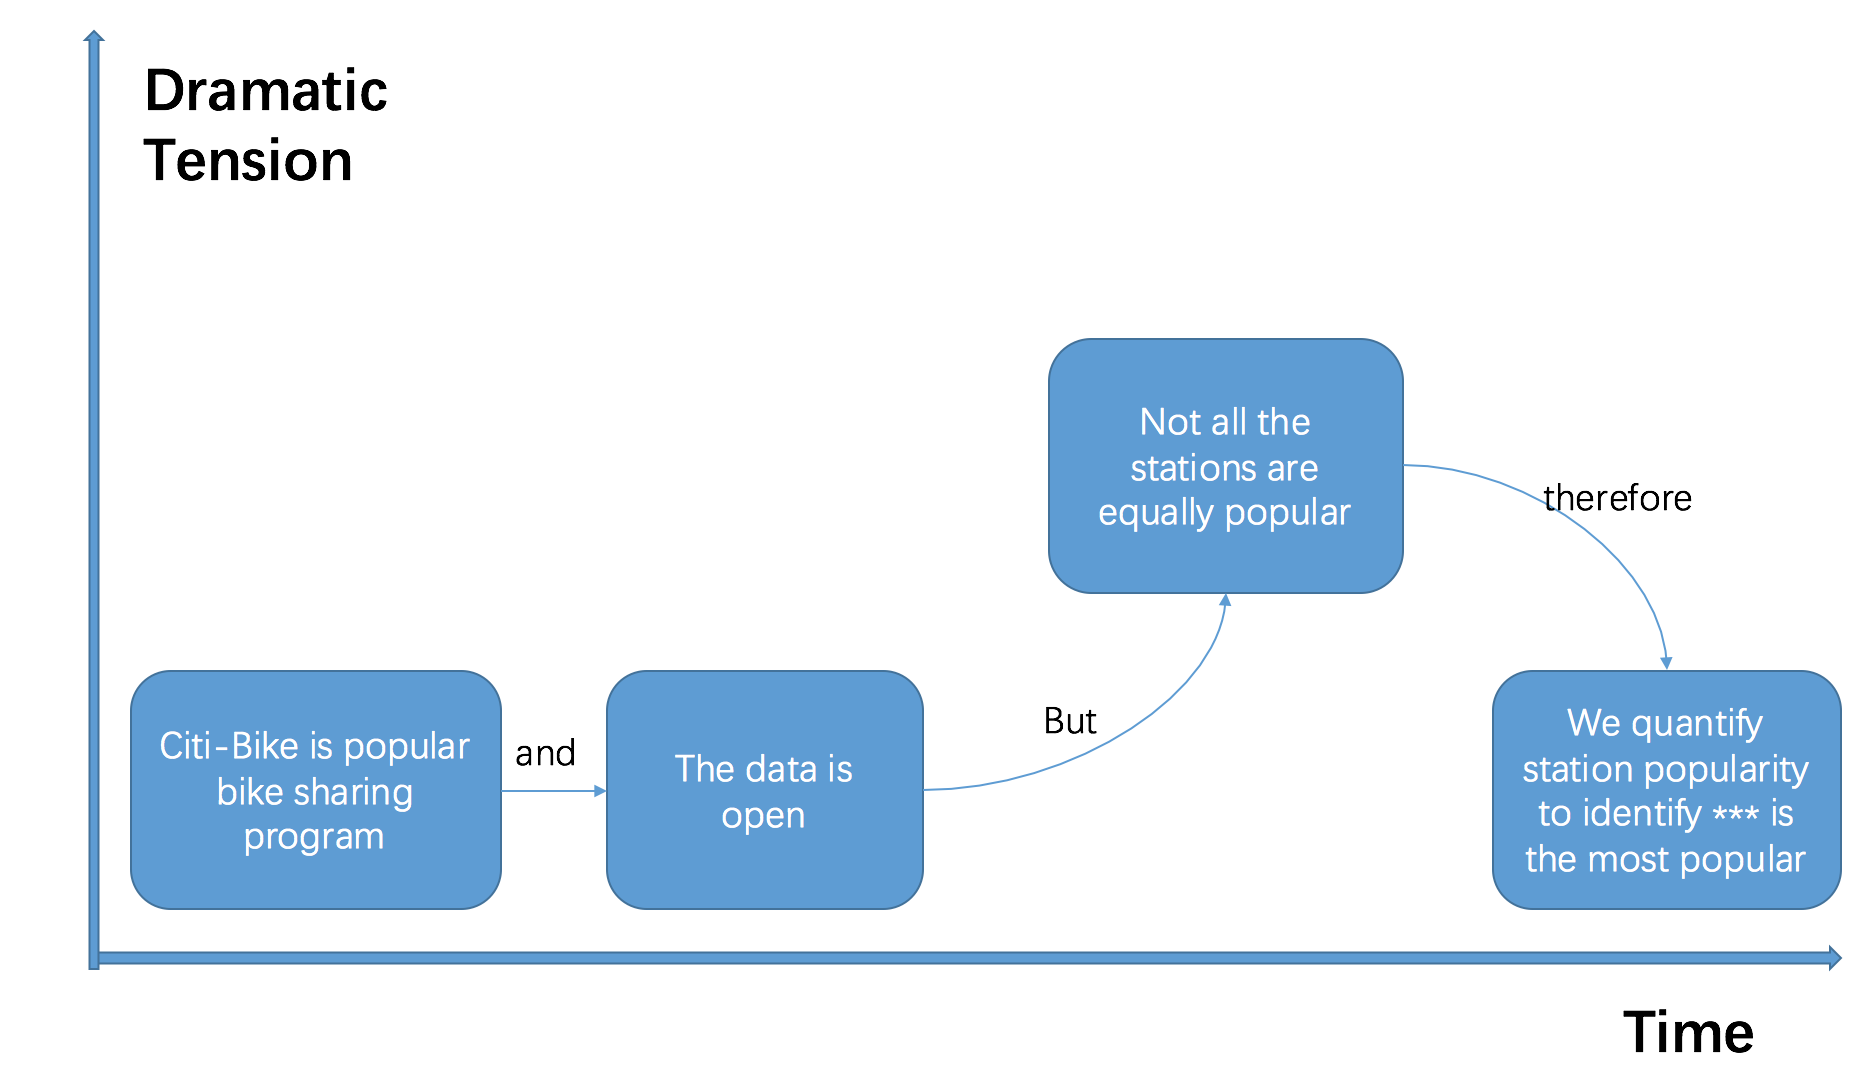 Dramatic
Tension
Citi-Bike is popular
bike sharing
program
and
The data is
open
But
Not all the
stations are
equally popular
therefore
We quantify
station popularity
to identify *** is
the most popular
Time